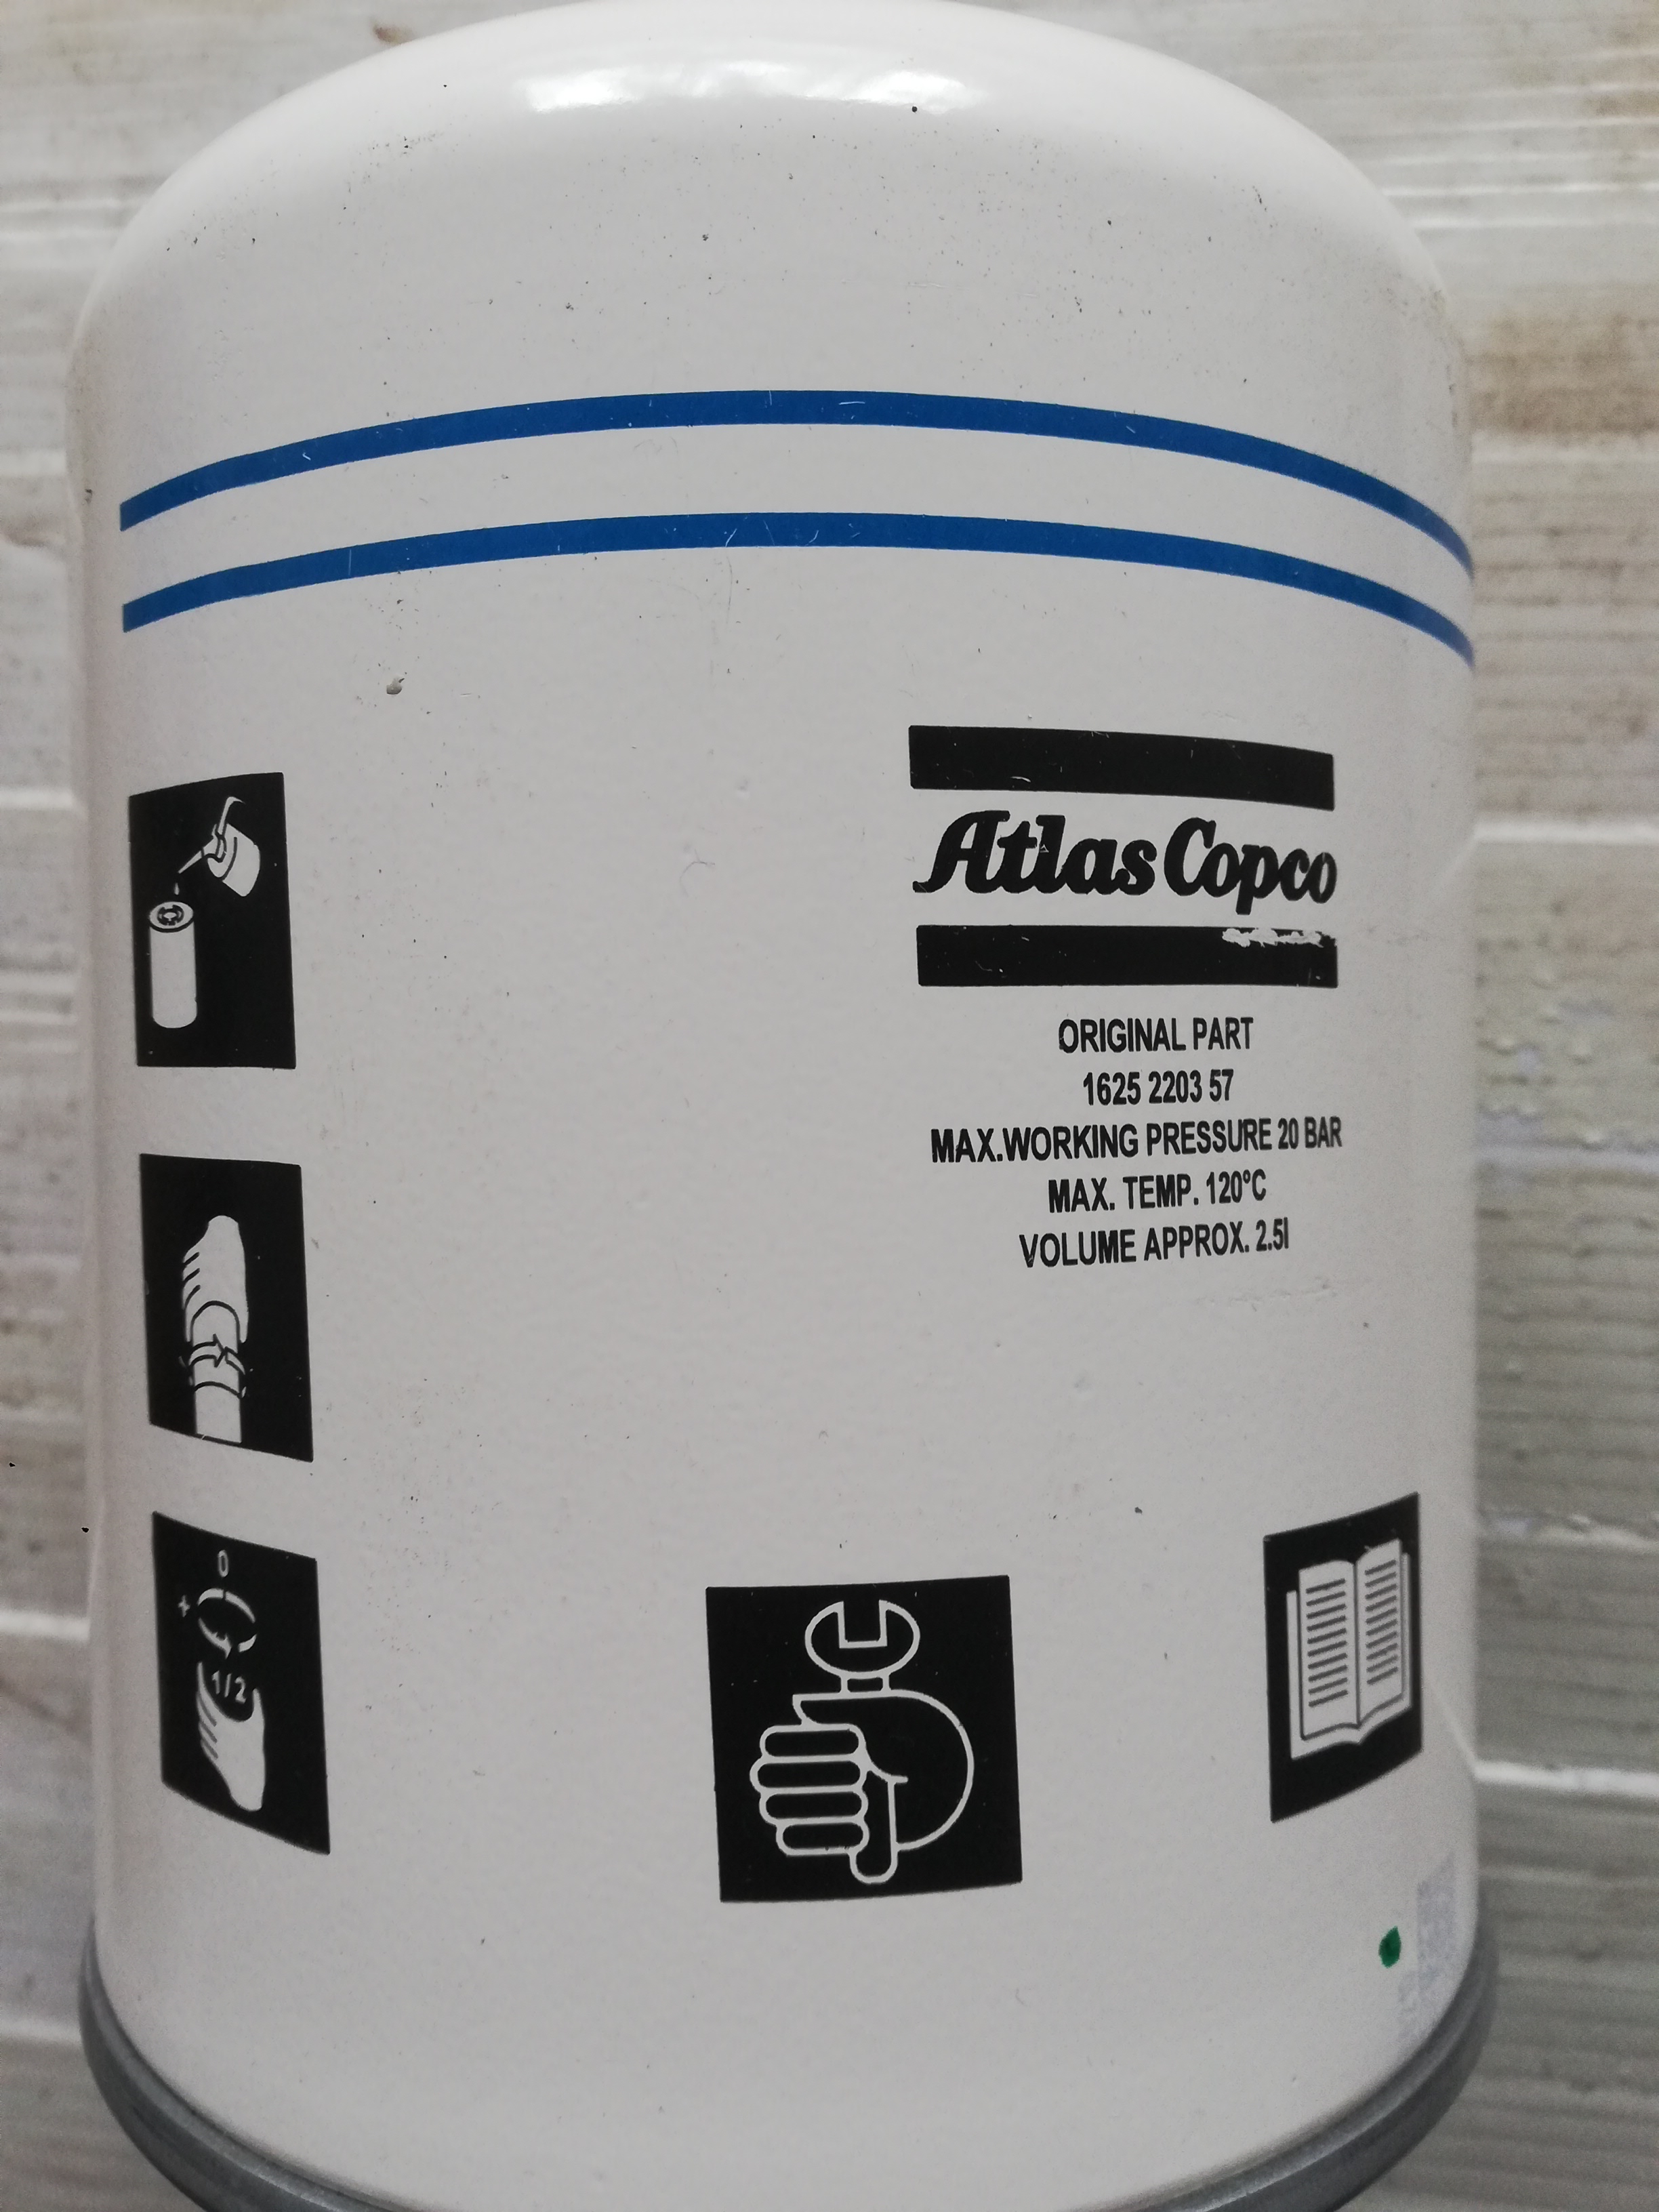 Atlas Copco
ORIGINAL PART
1625 2203 57
MAX.WORKING PRESSURE 20 BAR
MAX. TEMP. 120°C
VOLUME APPROX. 2.5l
0
+
1/2